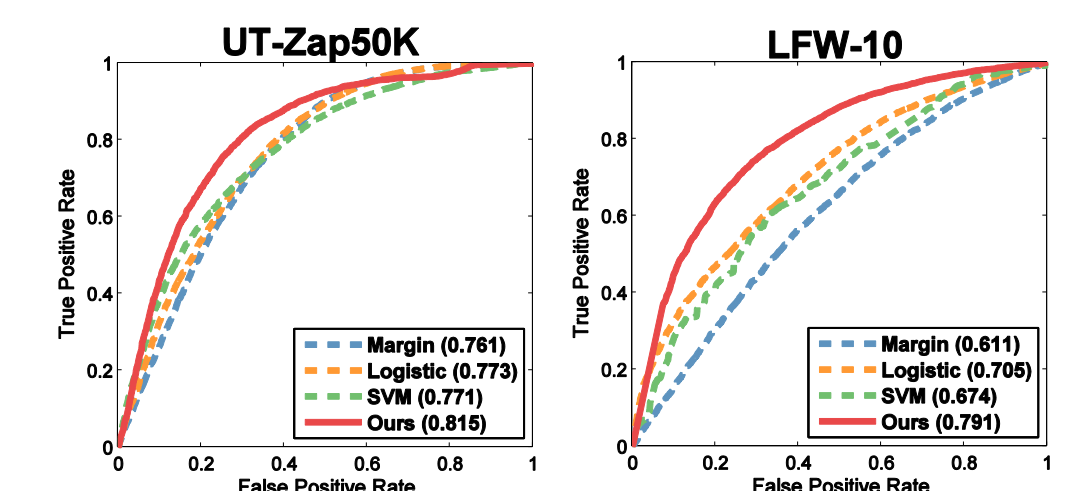 UT-Zap50K
1
0.8
0.6
0.4
0.2
0
True Positive Rate
Margin (0.761)
Logistic (0.773)
SVM (0.771)
Ours (0.815)
0 0.2 0.4 0.6 0.8 1
False Positive Rate
LFW-10
1
0.8
0.6
0.4
0.2
0
True Positive Rate
Margin (0.611)
Logistic (0.705)
SVM (0.674)
Ours (0.791)
0 0.2 0.4 0.6 0.8 1
False Positive Rate